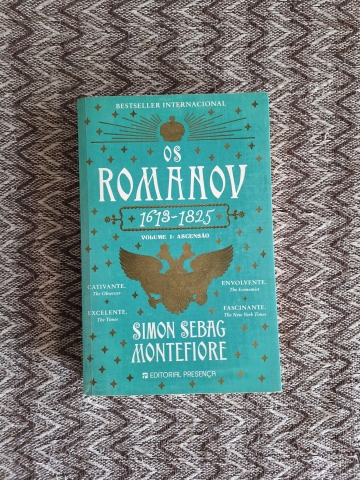 BESTSELLER INTERNACIONAL
OS
ROMANOV
1613-1825
VOLUME I: ASCENSÃO
CATIVANTE.
The Observer
ENVOLVENTE.
The Economist
EXCELENTE.
The Times
FASCINANTE.
The New York Times
SIMON SEBAG
MONTEFIORE
EDITORIAL PRESENÇA